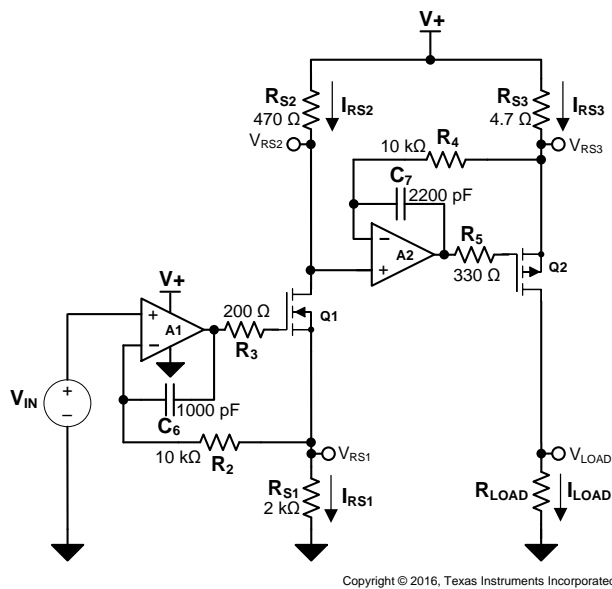 V+
RS2
470 Ω
IRS2
VRS2
RS3
4.7 Ω
IRS3
VRS3
10 kΩ
R4
C7
2200 pF
−
+
A2
R5
330 Ω
Q2
V+
+
−
A1
200 Ω
R3
Q1
VIN
+
−
C6
1000 pF
10 kΩ
R2
VRS1
RS1
2 kΩ
IRS1
VLOAD
RLOAD
ILOAD
Copyright © 2016, Texas Instruments Incorporated